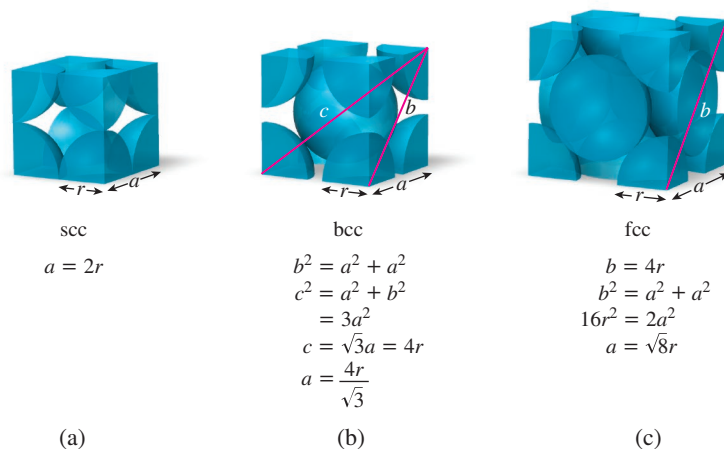 c
b
b
r
a
r
a
r
a
scc
bcc
fcc
a = 2r
b² = a² + a²
c² = a² + b²
= 3a²
c = √3a = 4r
a = 4r/√3
b = 4r
b² = a² + a²
16r² = 2a²
a = √8r
(a)
(b)
(c)